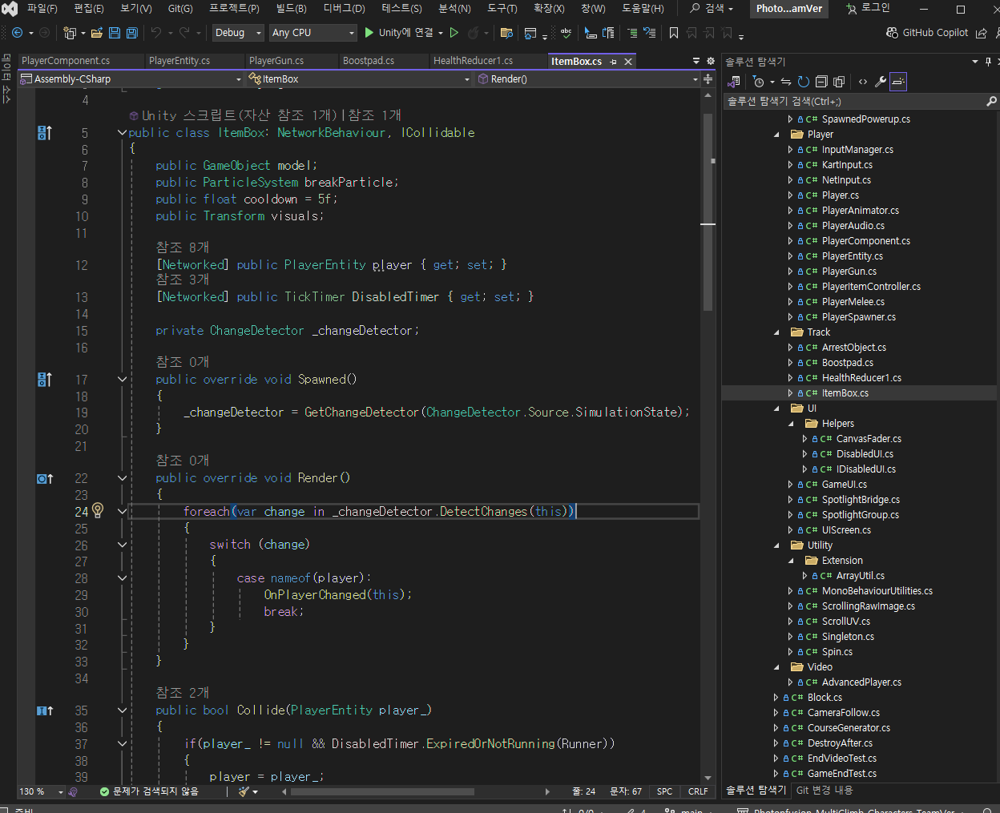 파일(F) 편집(E) 보기(V) Git(G) 프로젝트(P) 빌드(B) 디버그(D) 테스트(S) 분석(N) 도구(T) 확장(X) 창(W) 도움말(H) 검색 Photo...amVer 로그인
Debug Any CPU Unity에 연결 GitHub Copilot
PlayerComponent.cs PlayerEntity.cs PlayerGun.cs Boostpad.cs HealthReducer1.cs ItemBox.cs
Assembly-CSharp ItemBox Render()
4
Unity 스크립트(자산 참조 1개)|참조 1개
5 public class ItemBox: NetworkBehaviour, ICollidable
6 {
7 public GameObject model;
8 public ParticleSystem breakParticle;
9 public float cooldown = 5f;
10 public Transform visuals;
11
참조 8개
12 [Networked] public PlayerEntity player { get; set; }
참조 3개
13 [Networked] public TickTimer DisabledTimer { get; set; }
14
15 private ChangeDetector _changeDetector;
16
참조 0개
17 public override void Spawned()
18 {
19 _changeDetector = GetChangeDetector(ChangeDetector.Source.SimulationState);
20 }
21
참조 0개
22 public override void Render()
23 {
24 foreach(var change in _changeDetector.DetectChanges(this))
25 {
26 switch (change)
27 {
28 case nameof(player):
29 OnPlayerChanged(this);
30 break;
31 }
32 }
33 }
34
참조 2개
35 public bool Collide(PlayerEntity player_)
36 {
37 if(player_ != null && DisabledTimer.ExpiredOrNotRunning(Runner))
38 {
39 player = player_;
130 % 문제가 검색되지 않음 줄: 24 문자: 67 SPC CRLF
솔루션 탐색기
솔루션 탐색기 검색(Ctrl+;)
C# SpawnedPowerup.cs
Player
C# InputManager.cs
C# KartInput.cs
C# NetInput.cs
C# Player.cs
C# PlayerAnimator.cs
C# PlayerAudio.cs
C# PlayerComponent.cs
C# PlayerEntity.cs
C# PlayerGun.cs
C# PlayerItemController.cs
C# PlayerMelee.cs
C# PlayerSpawner.cs
Track
C# ArrestObject.cs
C# Boostpad.cs
C# HealthReducer1.cs
C# ItemBox.cs
UI
Helpers
C# CanvasFader.cs
C# DisabledUI.cs
C# IDisabledUI.cs
C# GameUI.cs
C# SpotlightBridge.cs
C# SpotlightGroup.cs
C# UIScreen.cs
Utility
Extension
C# ArrayUtil.cs
C# MonoBehaviourUtilities.cs
C# ScrollingRawImage.cs
C# ScrollUV.cs
C# Singleton.cs
C# Spin.cs
Video
C# AdvancedPlayer.cs
C# Block.cs
C# CameraFollow.cs
C# CourseGenerator.cs
C# DestroyAfter.cs
C# EndVideoTest.cs
C# GameEndTest.cs
솔루션 탐색기 Git 변경 내용
준비 0/0 4 main Photonfusion-MultiClimb-Characters-TeamVer